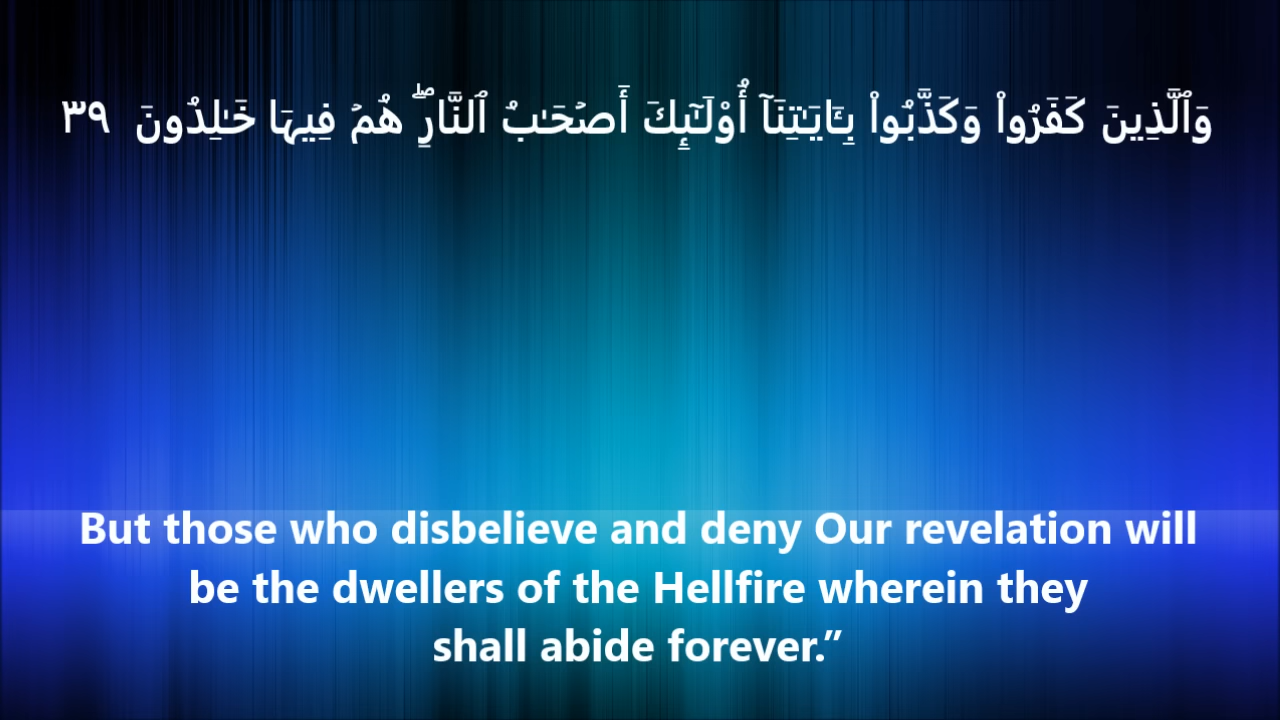 وَٱلَّذِينَ كَفَرُوا۟ وَكَذَّبُوا۟ بِـَٔايَـٰتِنَآ أُو۟لَـٰٓئِكَ أَصۡحَـٰبُ ٱلنَّارِۖ هُمۡ فِيهَا خَـٰلِدُونَ ٣٩
But those who disbelieve and deny Our revelation will
be the dwellers of the Hellfire wherein they
shall abide forever.”